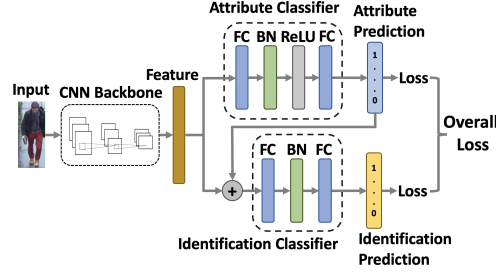 Attribute Classifier
FC BN ReLU FC
Attribute
Prediction
1
.
.
.
.
0
Loss
Input
CNN Backbone
Feature
Overall
Loss
+
FC BN FC
1
.
.
.
.
0
Loss
Identification Classifier
Identification
Prediction